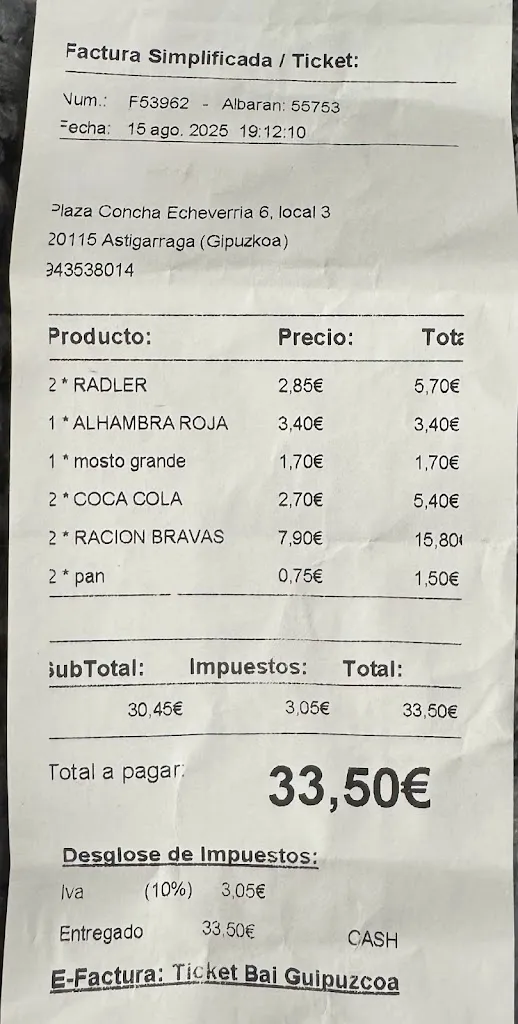 Factura Simplificada / Ticket:
Num.: F53962 - Albaran: 55753
Fecha: 15 ago. 2025 19:12:10
Plaza Concha Echeverria 6, local 3
20115 Astigarraga (Gipuzkoa)
943538014
Producto: Precio: Tota
2 * RADLER 2,85€ 5,70€
1 * ALHAMBRA ROJA 3,40€ 3,40€
1 * mosto grande 1,70€ 1,70€
2 * COCA COLA 2,70€ 5,40€
2 * RACION BRAVAS 7,90€ 15,80€
2 * pan 0,75€ 1,50€
SubTotal: Impuestos: Total:
30,45€ 3,05€ 33,50€
Total a pagar: 33,50€
Desglose de Impuestos:
Iva (10%) 3,05€
Entregado 33,50€ CASH
E-Factura: Ticket Bai Guipuzcoa